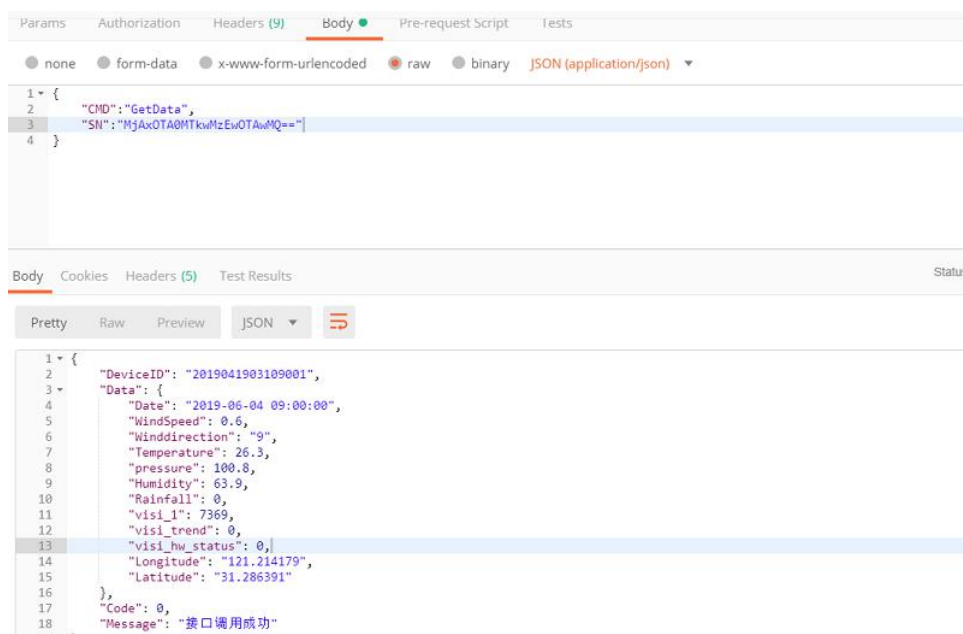 Params Authorization Headers (9) Body Pre-request Script Tests
none form-data x-www-form-urlencoded raw binary JSON (application/json)
1 {
2 "CMD":"GetData",
3 "SN":"MjAxOTA0MTkwMzEwOTAwMQ=="
4 }
Body Cookies Headers (5) Test Results Statu
Pretty Raw Preview JSON
1 {
2 "DeviceID": "2019041903109001",
3 "Data": {
4 "Date": "2019-06-04 09:00:00",
5 "WindSpeed": 0.6,
6 "Winddirection": "9",
7 "Temperature": 26.3,
8 "pressure": 100.8,
9 "Humidity": 63.9,
10 "Rainfall": 0,
11 "visi_1": 7369,
12 "visi_trend": 0,
13 "visi_hw_status": 0,
14 "Longitude": "121.214179",
15 "Latitude": "31.286391"
16 },
17 "Code": 0,
18 "Message": "接口调用成功"